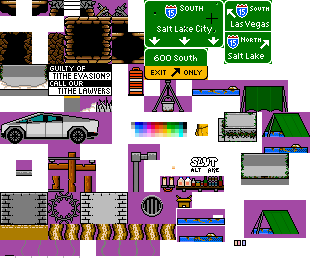 15 SOUTH
Salt Lake City,
15 SOUTH
Las Vegas
15 NORTH
Salt Lake
600 South
EXIT ONLY
GUILTY OF
TITHE EVASION?
CALL OUR
TITHE LAWYERS
ALT